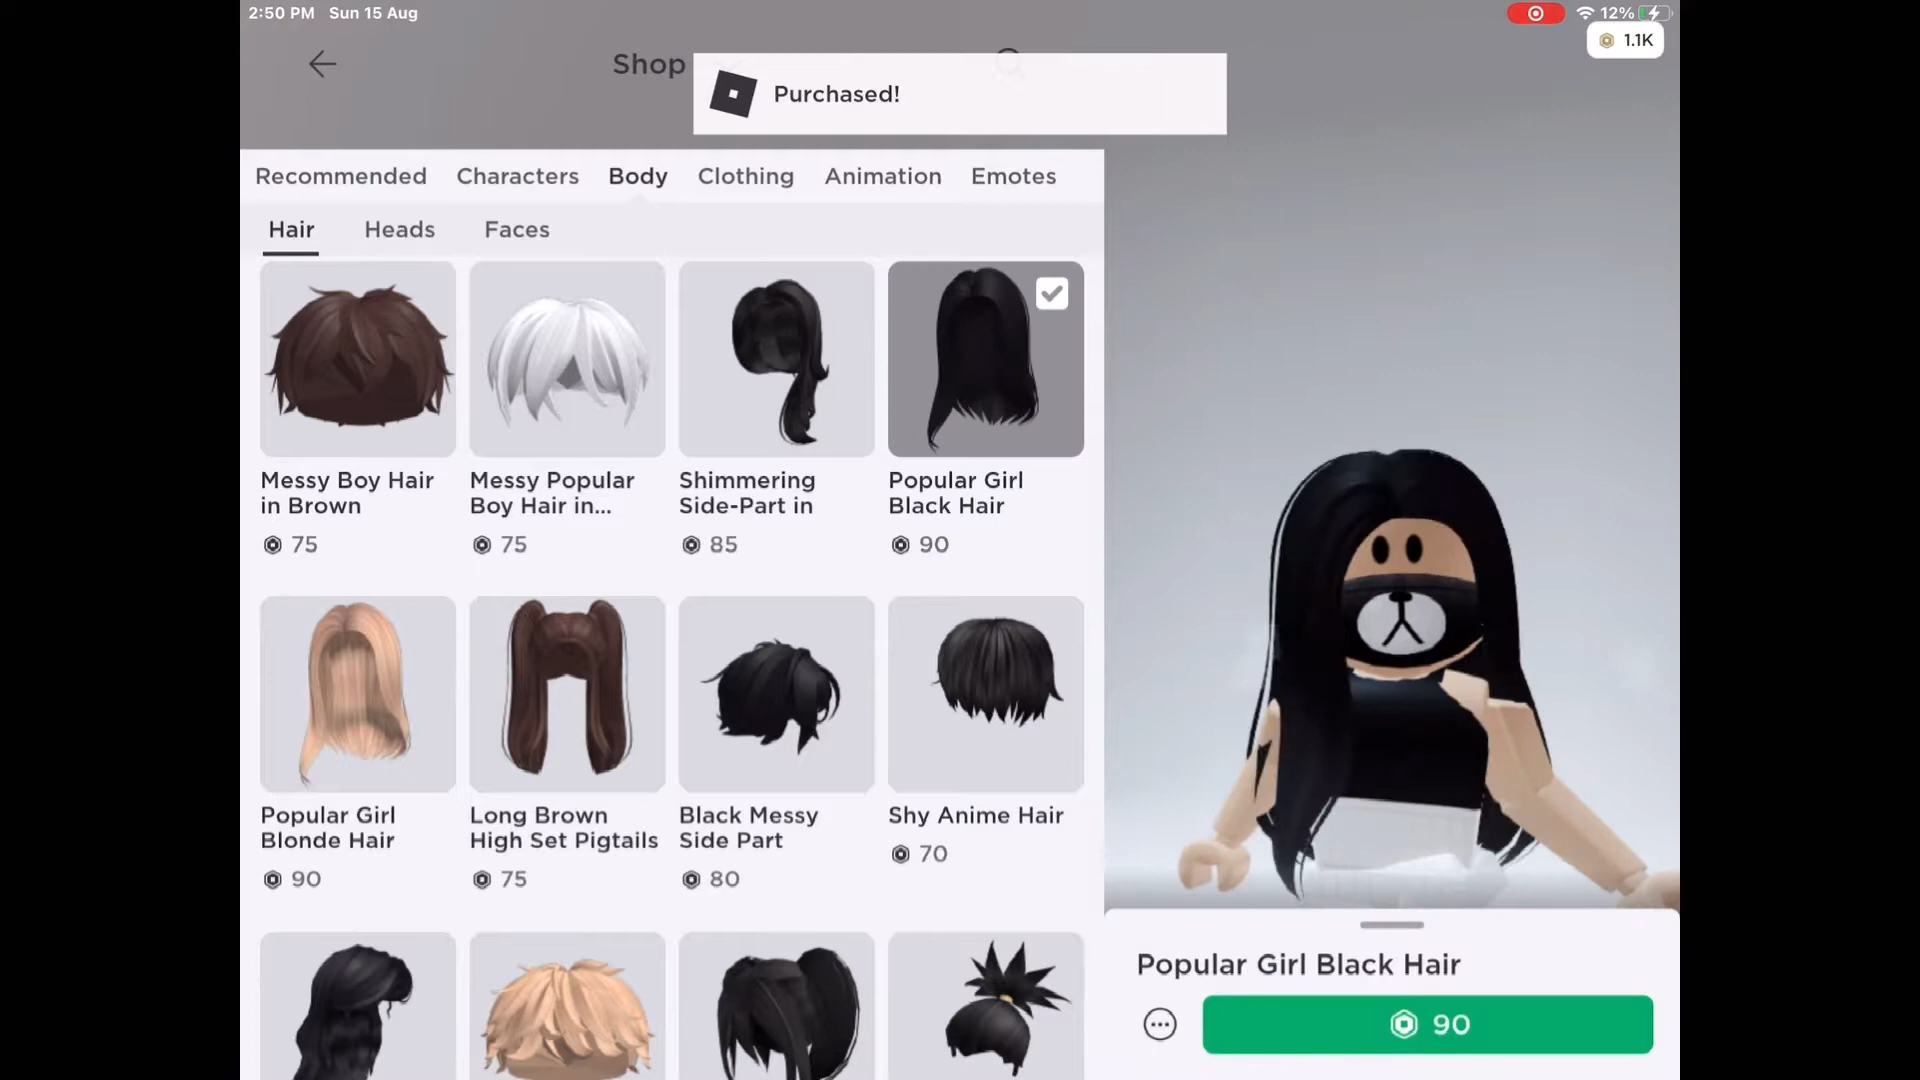 2:50 PM Sun 15 Aug
12%
1.1K
Shop
Purchased!
Recommended Characters Body Clothing Animation Emotes
Hair Heads Faces
Messy Boy Hair
in Brown
75
Messy Popular
Boy Hair in...
75
Shimmering
Side-Part in
85
Popular Girl
Black Hair
90
Popular Girl
Blonde Hair
90
Long Brown
High Set Pigtails
75
Black Messy
Side Part
80
Shy Anime Hair
70
Popular Girl Black Hair
90